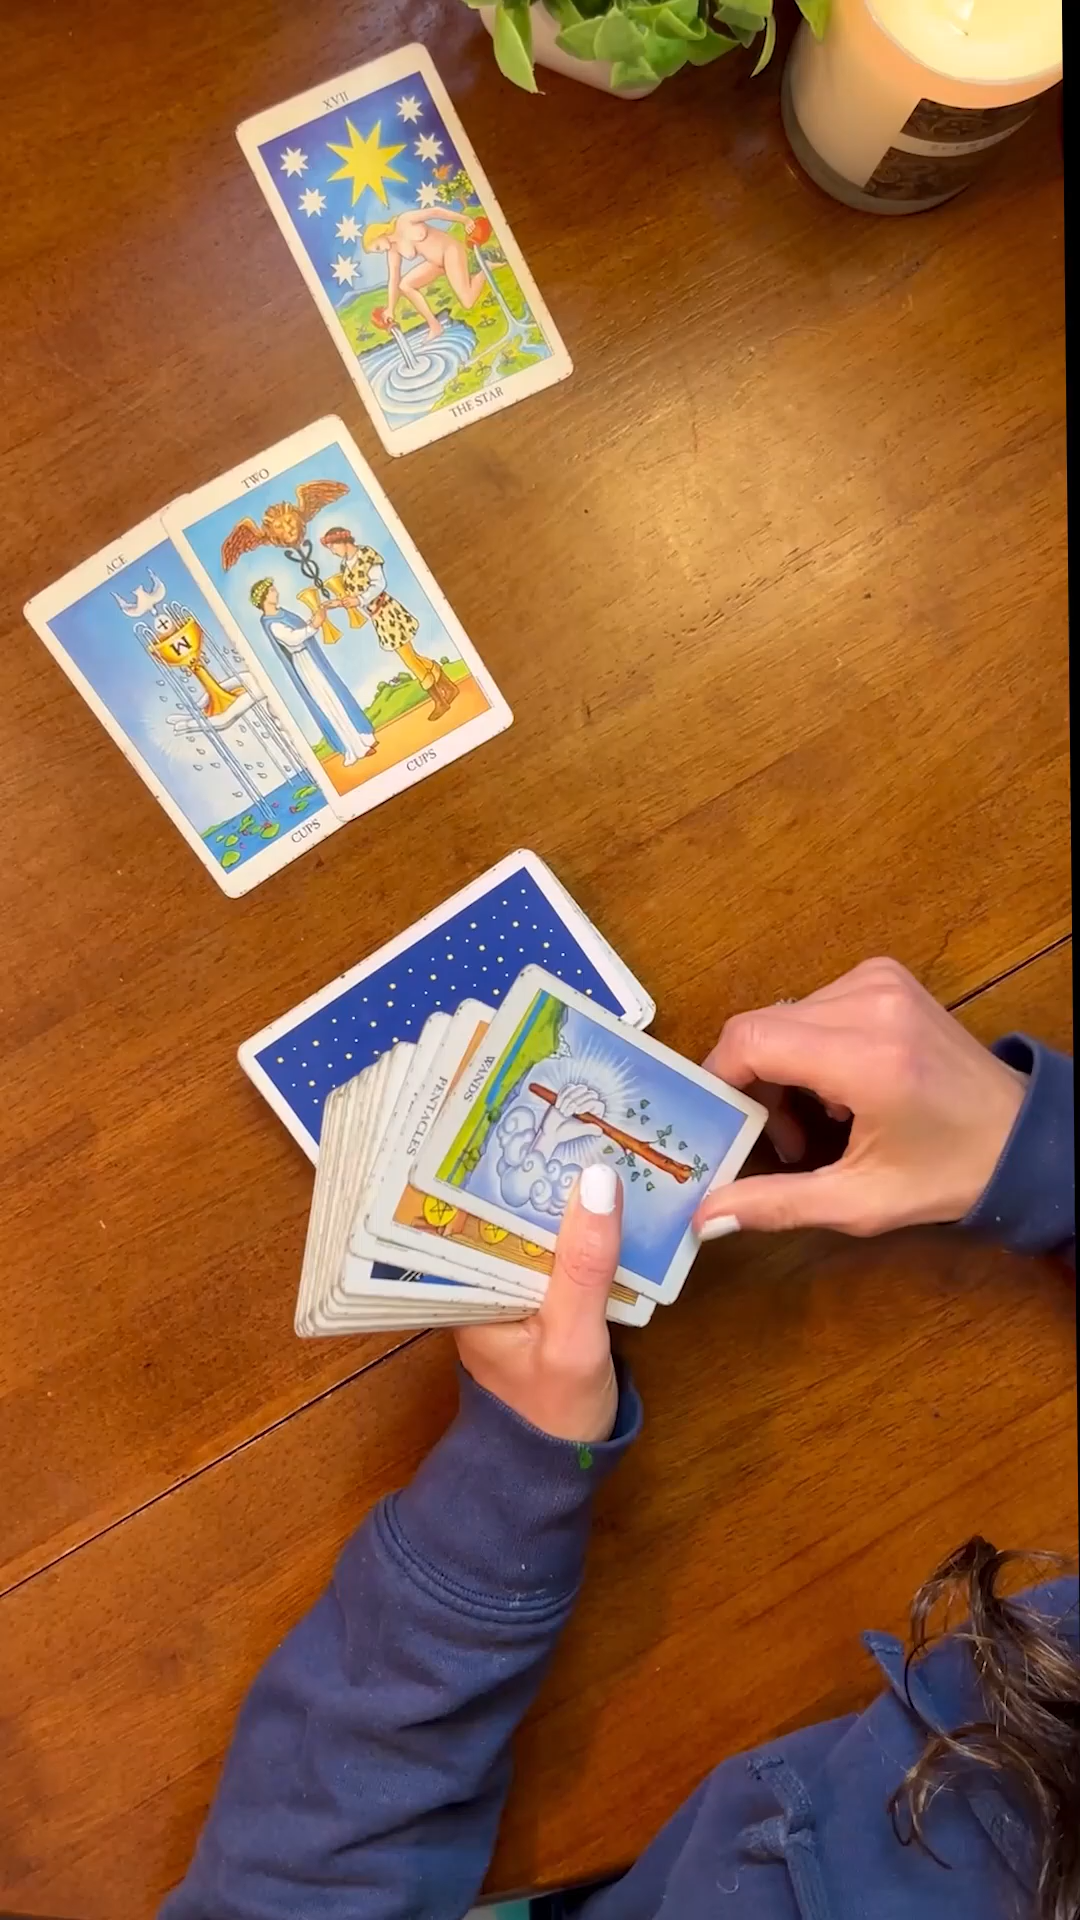 XVII
THE STAR
TWO
CUPS
ACE
CUPS
WANDS
PENTACLES